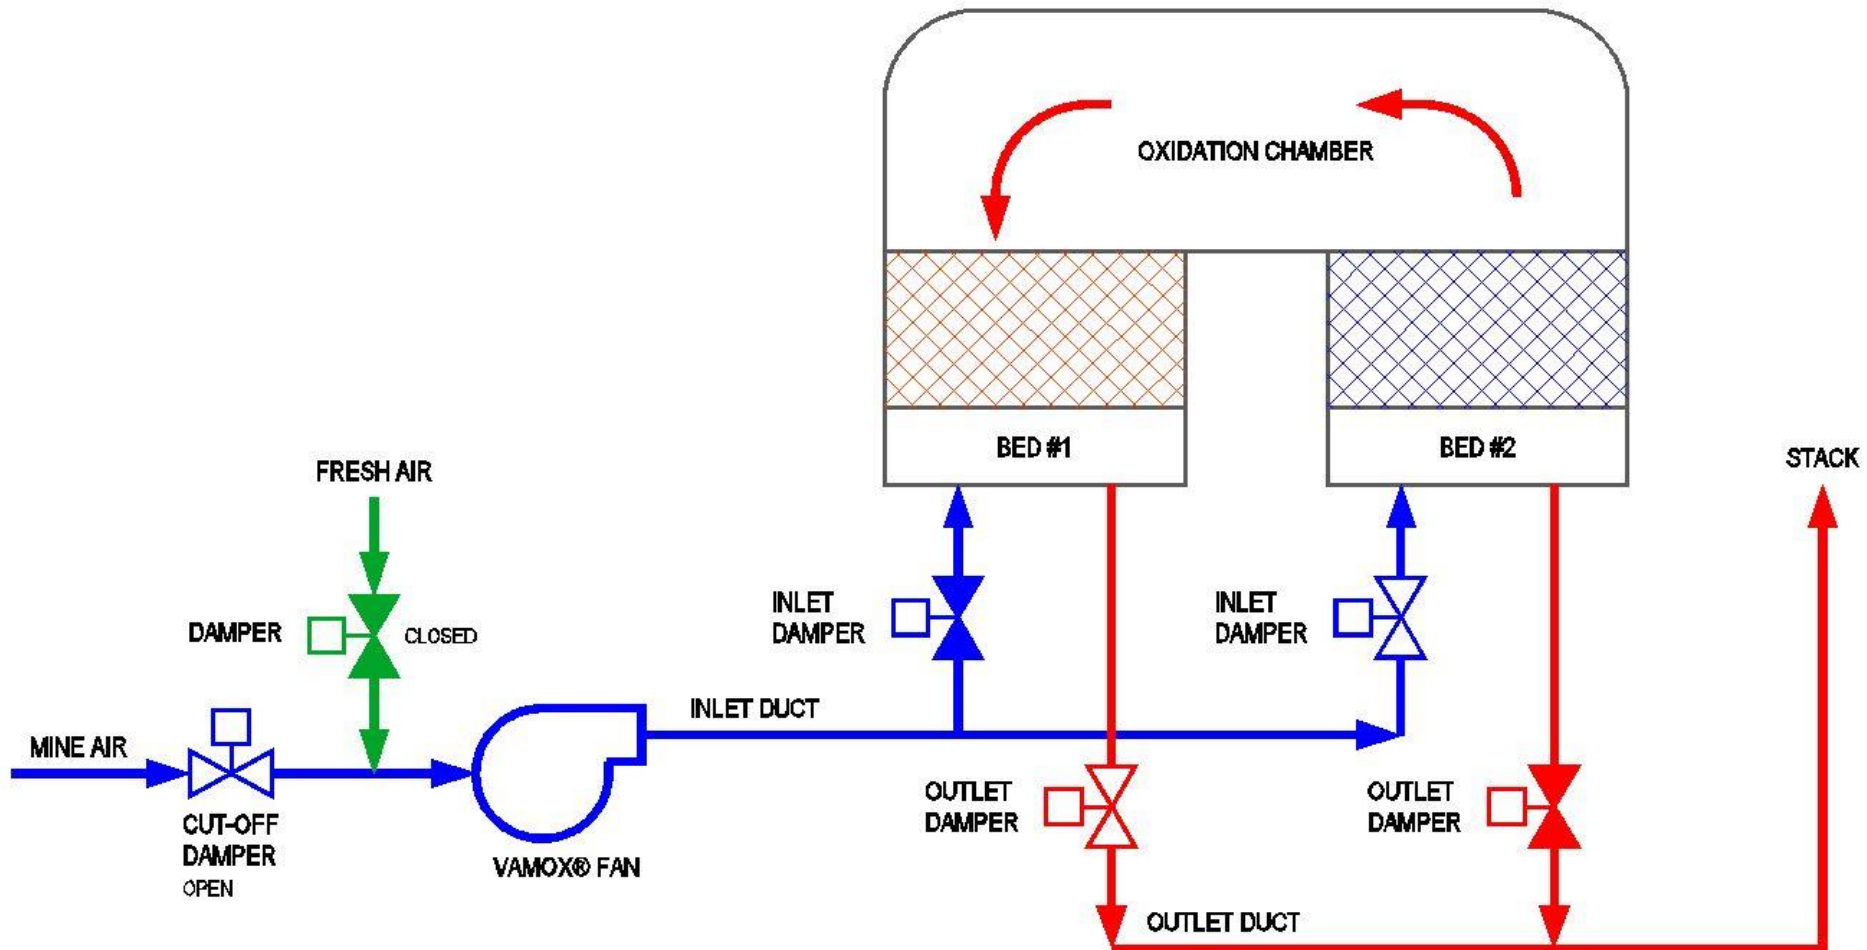 OXIDATION CHAMBER
BED #1
BED #2
STACK
FRESH AIR
DAMPER
CLOSED
INLET
DAMPER
INLET
DAMPER
INLET DUCT
MINE AIR
CUT-OFF
DAMPER
OPEN
VAMOX® FAN
OUTLET
DAMPER
OUTLET
DAMPER
OUTLET DUCT